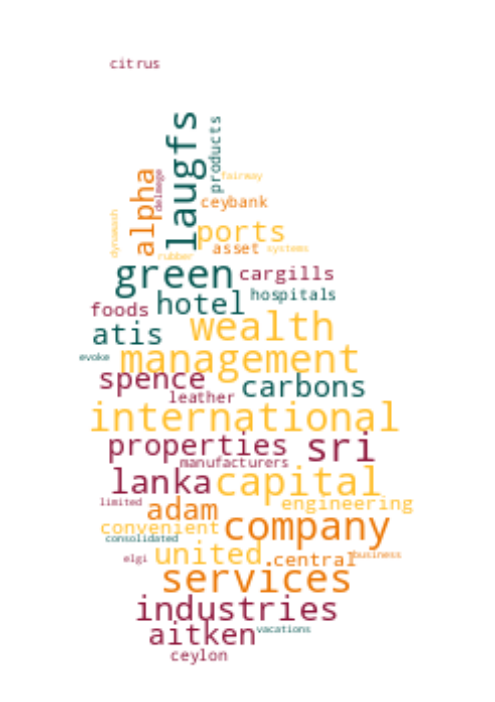 citrus
laugfs
products
alpha
delmage
fairway
ceybank
dynawash
ports
asset
systems
rubber
green
cargills
hotel
hospitals
foods
atis
wealth
evoke
management
spence
carbons
leather
international
properties
sri
manufacturers
lanka
capital
limited
adam
engineering
convenient
company
consolidated
united
elgi
.central
business
services
industries
aitken
vacations
ceylon